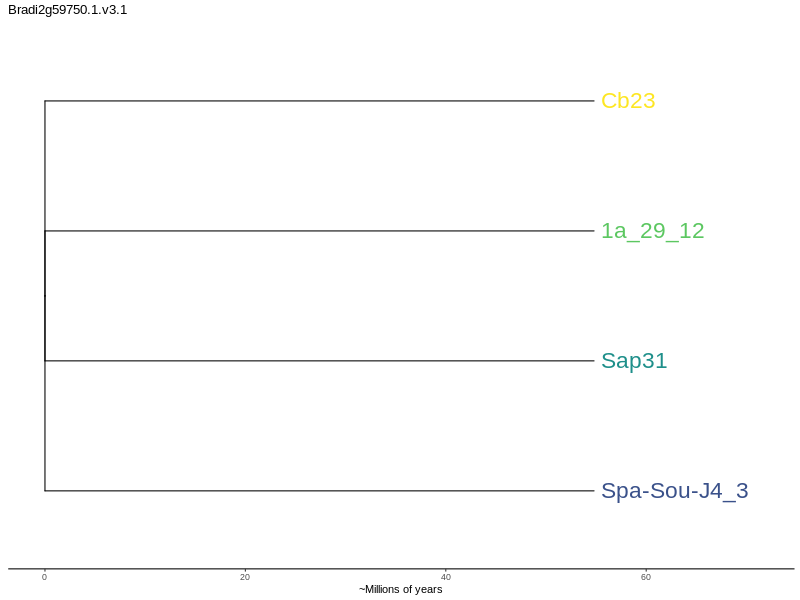 Bradi2g59750.1.v3.1
Cb23
1a_29_12
Sap31
Spa-Sou-J4_3
0 20 40 60
~Millions of years